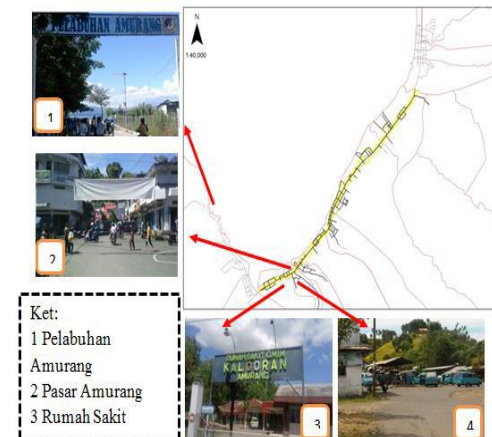 PELABUHAN AMURANG
1
N
1:40,000
2
Ket:
1 Pelabuhan
Amurang
2 Pasar Amurang
3 Rumah Sakit
RUMAH SAKIT UMUM
KALOORAN
AMURANG
3
4